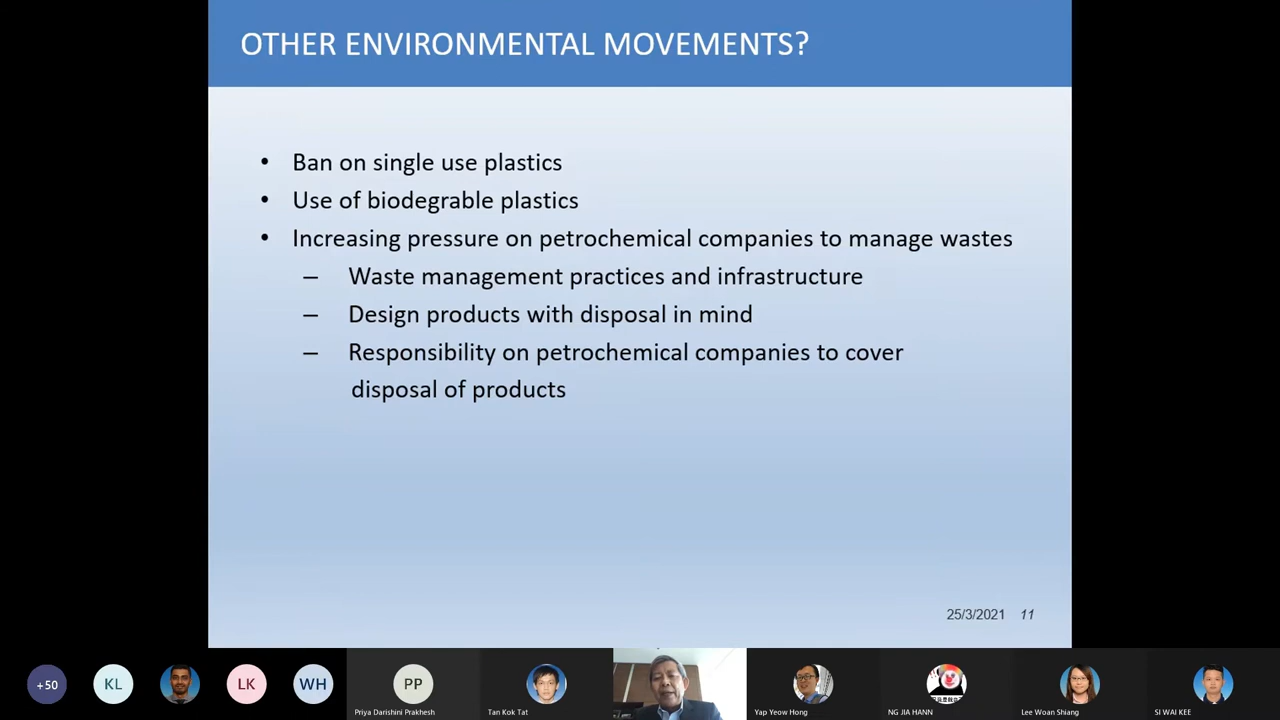 OTHER ENVIRONMENTAL MOVEMENTS?
• Ban on single use plastics
• Use of biodegrable plastics
• Increasing pressure on petrochemical companies to manage wastes
– Waste management practices and infrastructure
– Design products with disposal in mind
– Responsibility on petrochemical companies to cover
disposal of products
25/3/2021 11
+50
KL
LK
WH
PP
Priya Darishini Prakhesh
Tan Kok Tat
Yap Yeow Hong
NG JIA HANN
Lee Woan Shiang
SI WAI KEE